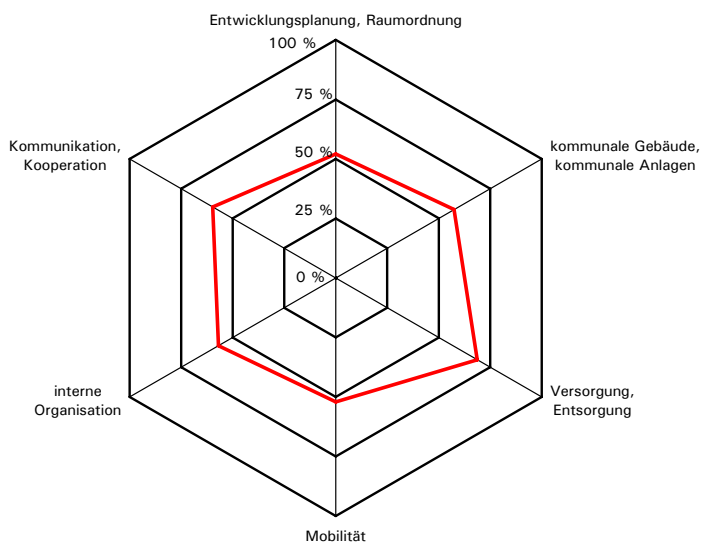 Entwicklungsplanung, Raumordnung
100 %
75 %
50 %
25 %
0 %
kommunale Gebäude,
kommunale Anlagen
Versorgung,
Entsorgung
Mobilität
interne
Organisation
Kommunikation,
Kooperation